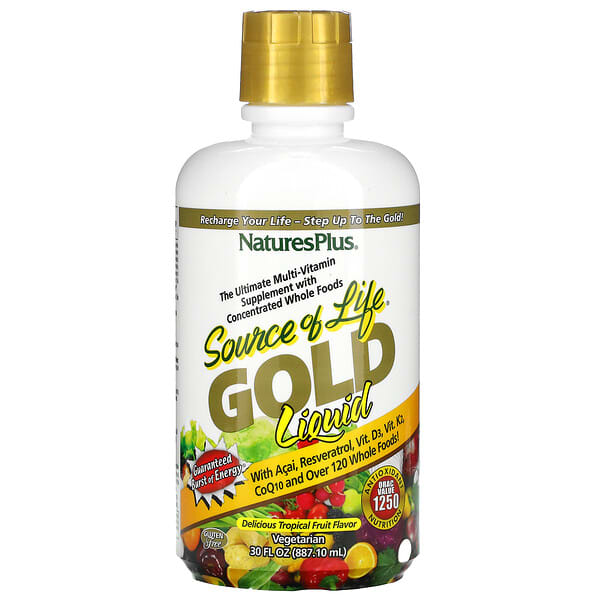 Recharge Your Life – Step Up To The Gold!
NaturesPlus®
The Ultimate Multi-Vitamin
Supplement with
Concentrated Whole Foods
Source of Life®
GOLD
Liquid
With Açai, Resveratrol, Vit. D3, Vit. K2,
CoQ10 and Over 120 Whole Foods!
Guaranteed
Burst of Energy
ANTIOXIDANT
ORAC
VALUE
1250
NUTRITION
Delicious Tropical Fruit Flavor
Vegetarian
30 FL OZ (887.10 mL)
GLUTEN
Free